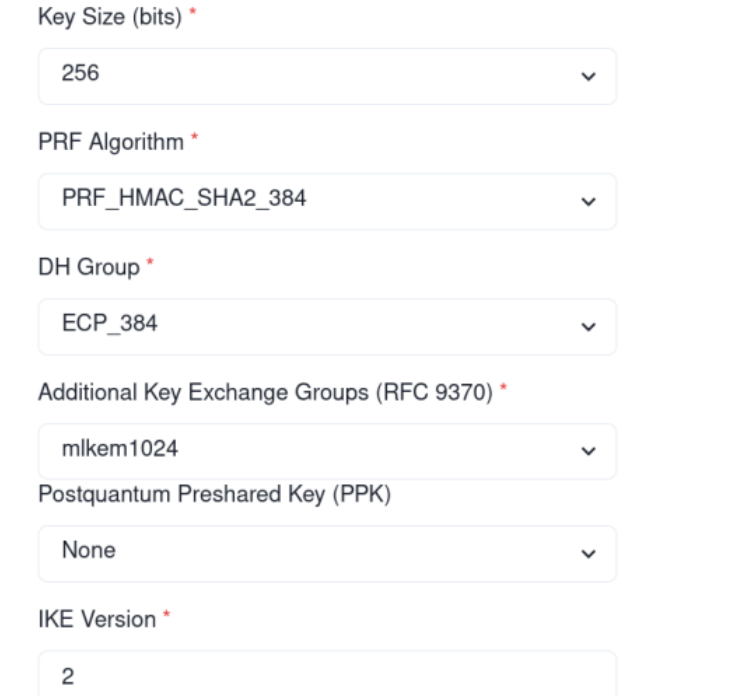 Key Size (bits) *
256
PRF Algorithm *
PRF_HMAC_SHA2_384
DH Group *
ECP_384
Additional Key Exchange Groups (RFC 9370) *
mlkem1024
Postquantum Preshared Key (PPK)
None
IKE Version *
2